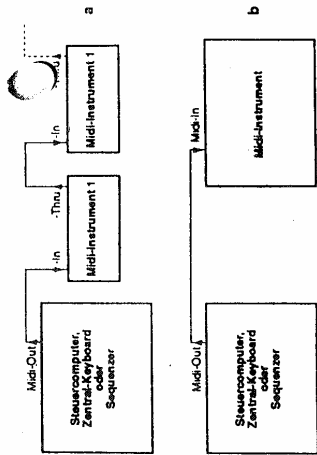 Steuercomputer,
Zentral-Keyboard
oder
Sequenzer
Midi-Out
-In
Midi-Instrument 1
-Thru
-In
Midi-Instrument 1
a
Steuercomputer,
Zentral-Keyboard
oder
Sequenzer
Midi-Out
Midi-In
Midi-Instrument
b